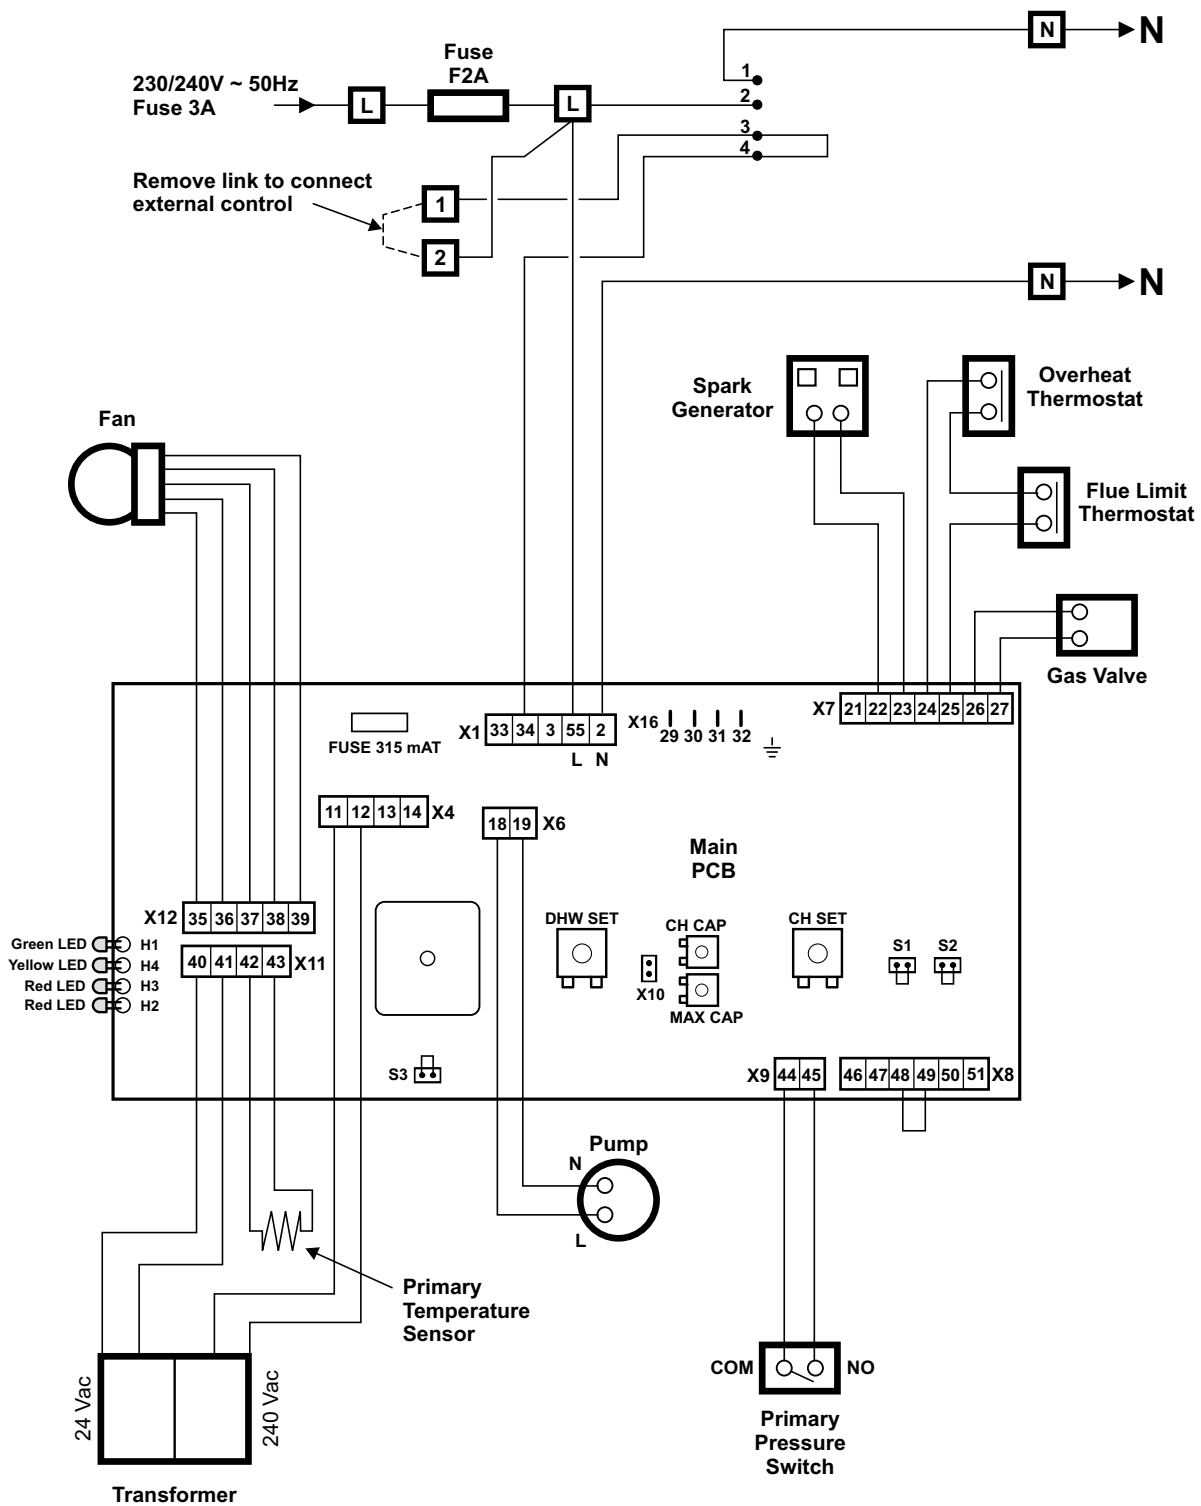 N
N
Fuse
F2A
230/240V ~ 50Hz
Fuse 3A
L
L
1
2
3
4
Remove link to connect
external control
1
2
N
N
Spark
Generator
Overheat
Thermostat
Fan
Flue Limit
Thermostat
Gas Valve
FUSE 315 mAT
X1 33 34 3 55 2
L N
X16
29 30 31 32
X7 21 22 23 24 25 26 27
11 12 13 14 X4
18 19 X6
Main
PCB
X12 35 36 37 38 39
40 41 42 43 X11
Green LED H1
Yellow LED H4
Red LED H3
Red LED H2
DHW SET
CH CAP
X10
MAX CAP
CH SET
S1 S2
S3
X9 44 45
46 47 48 49 50 51 X8
Pump
N
L
Primary
Temperature
Sensor
24 Vac
240 Vac
Transformer
COM NO
Primary
Pressure
Switch